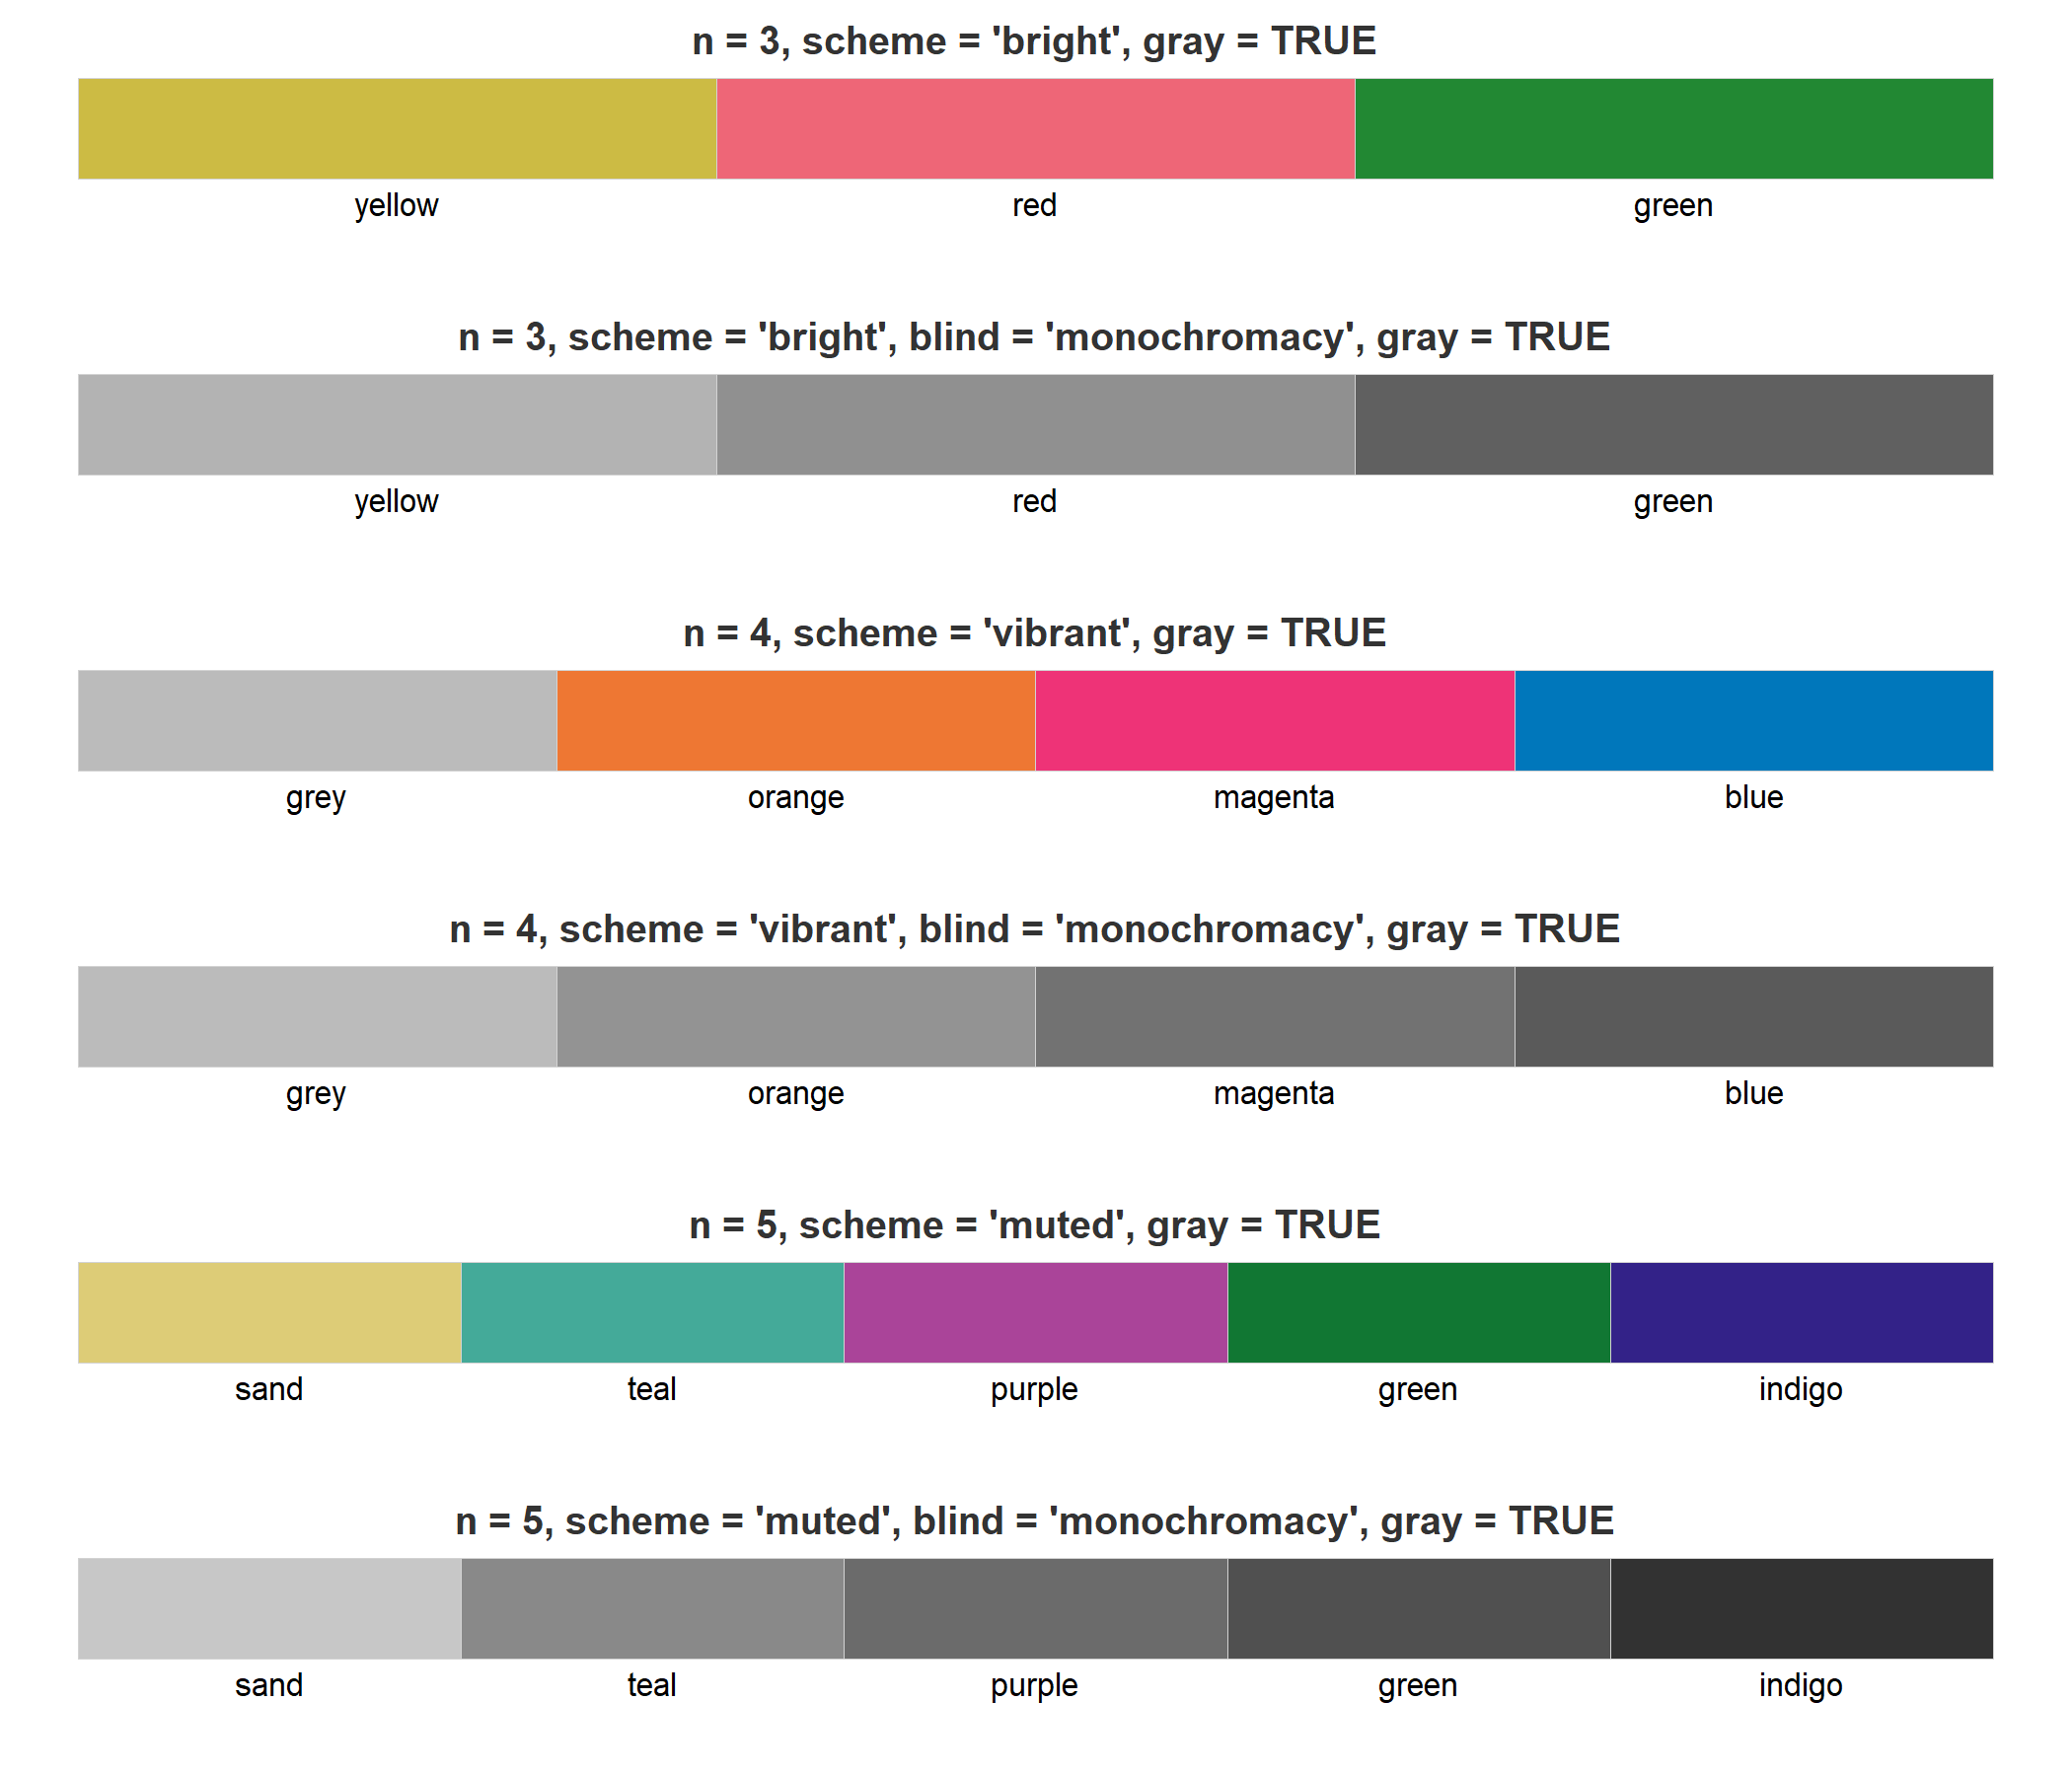 n = 3, scheme = 'bright', gray = TRUE
yellow red green
n = 3, scheme = 'bright', blind = 'monochromacy', gray = TRUE
yellow red green
n = 4, scheme = 'vibrant', gray = TRUE
grey orange magenta blue
n = 4, scheme = 'vibrant', blind = 'monochromacy', gray = TRUE
grey orange magenta blue
n = 5, scheme = 'muted', gray = TRUE
sand teal purple green indigo
n = 5, scheme = 'muted', blind = 'monochromacy', gray = TRUE
sand teal purple green indigo